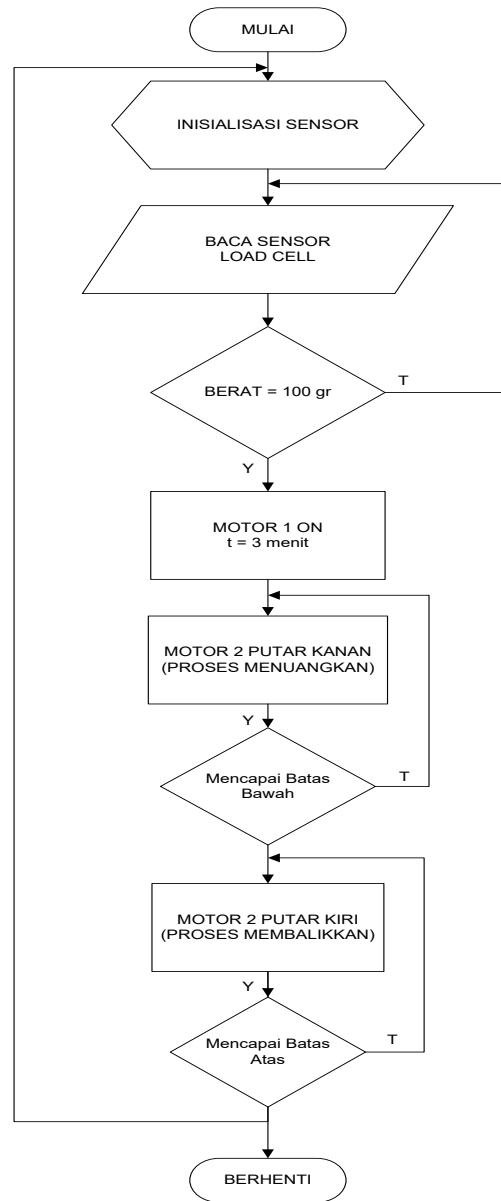 MULAI
INISIALISASI SENSOR
BACA SENSOR
LOAD CELL
BERAT = 100 gr
T
Y
MOTOR 1 ON
t = 3 menit
MOTOR 2 PUTAR KANAN
(PROSES MENUANGKAN)
Y
Mencapai Batas
Bawah
T
MOTOR 2 PUTAR KIRI
(PROSES MEMBALIKKAN)
Y
Mencapai Batas
Atas
T
BERHENTI